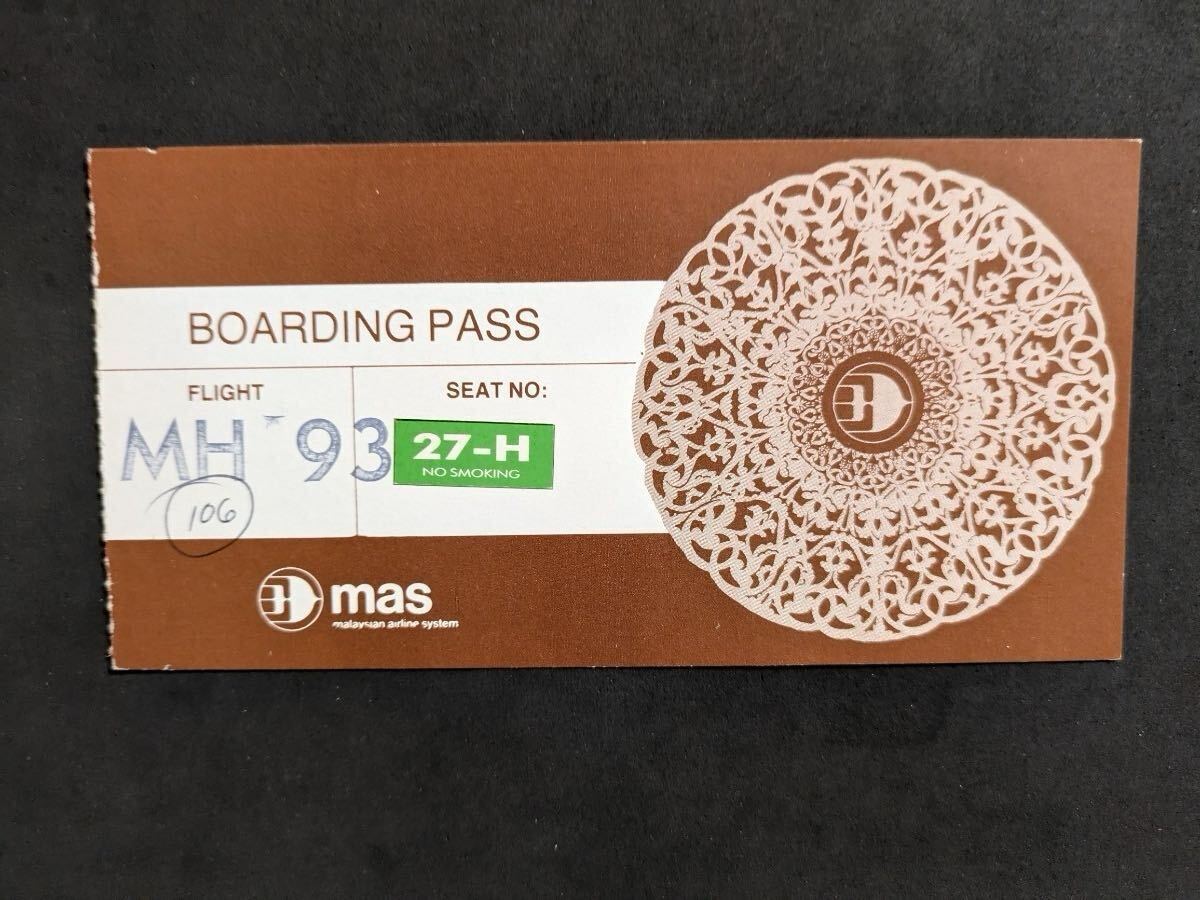 BOARDING PASS
FLIGHT
SEAT NO:
MH 93
27-H
NO SMOKING
106
mas
malaysian airline system